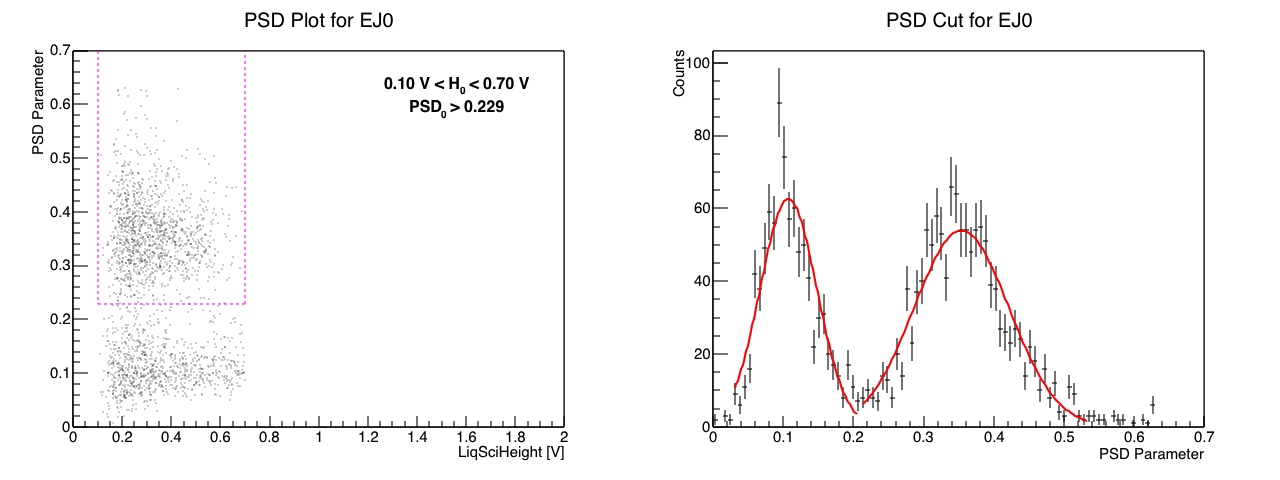 PSD Plot for EJ0
PSD Parameter
0.7
0.6
0.5
0.4
0.3
0.2
0.1
0
0.10 V < H0 < 0.70 V
PSD0 > 0.229
0 0.2 0.4 0.6 0.8 1 1.2 1.4 1.6 1.8 2
LiqSciHeight [V]
PSD Cut for EJ0
Counts
100
80
60
40
20
0
0 0.1 0.2 0.3 0.4 0.5 0.6 0.7
PSD Parameter